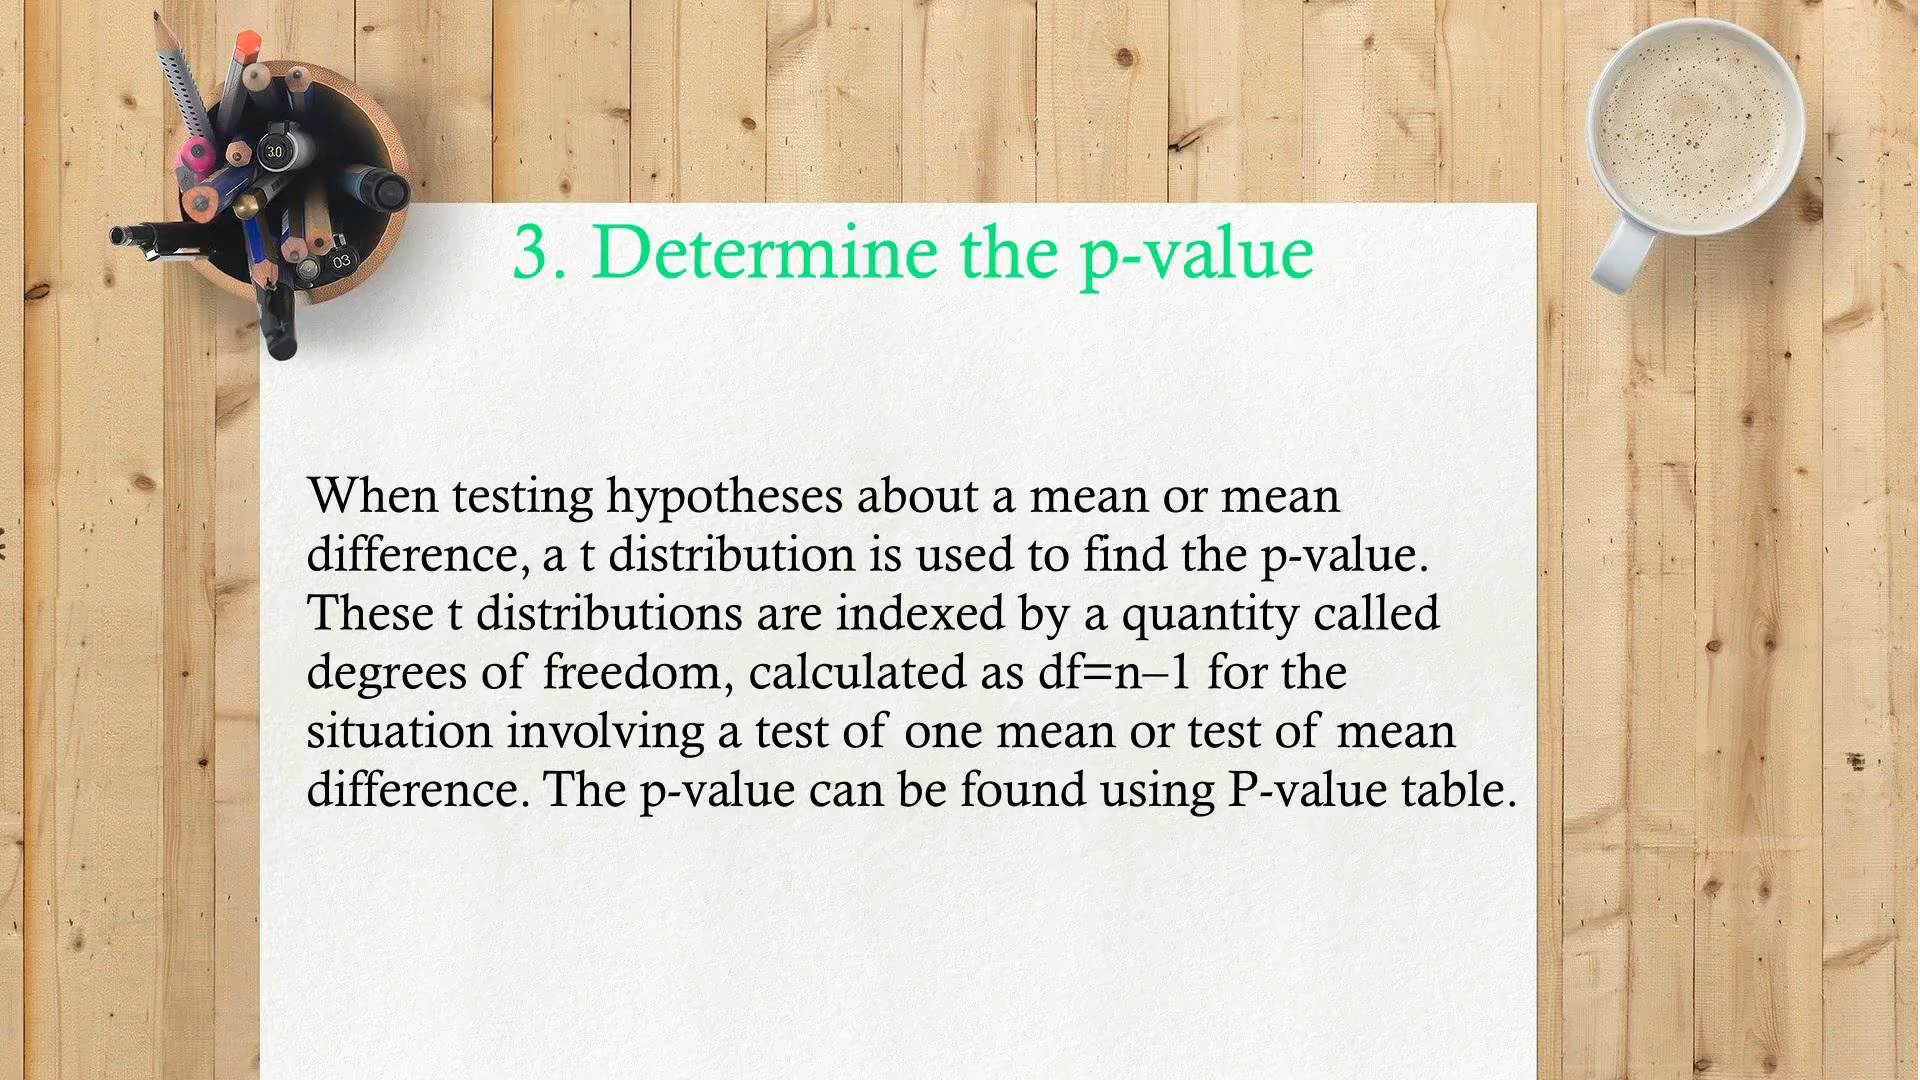 3. Determine the p-value
When testing hypotheses about a mean or mean
difference, a t distribution is used to find the p-value.
These t distributions are indexed by a quantity called
degrees of freedom, calculated as df=n–1 for the
situation involving a test of one mean or test of mean
difference. The p-value can be found using P-value table.
3.0
03